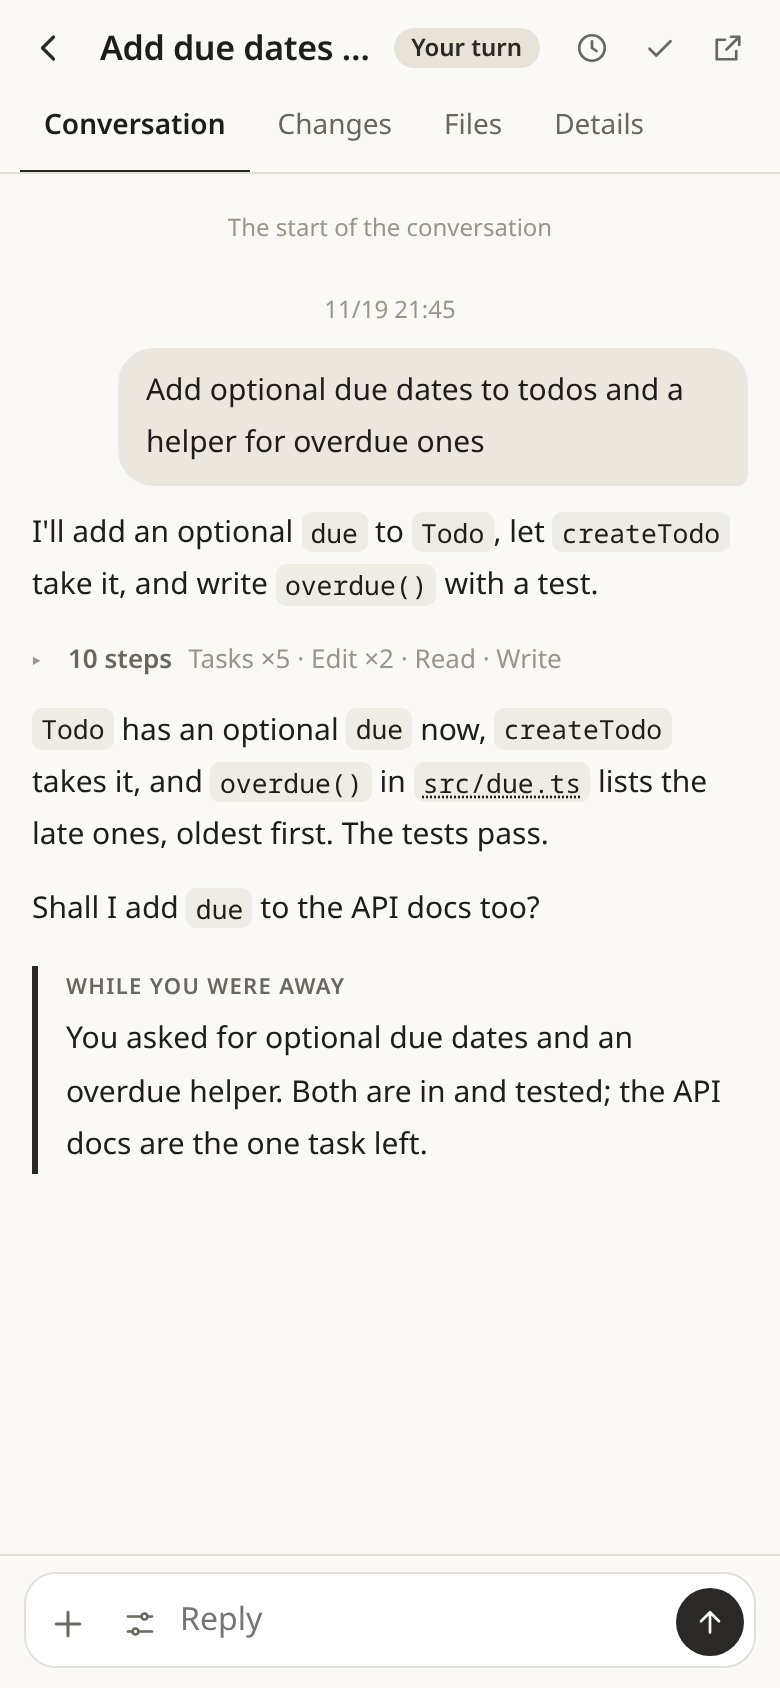 Add due dates ...
Your turn
Conversation
Changes
Files
Details
The start of the conversation
11/19 21:45
Add optional due dates to todos and a
helper for overdue ones
I'll add an optional due to Todo, let createTodo
take it, and write overdue() with a test.
10 steps Tasks ×5 · Edit ×2 · Read · Write
Todo has an optional due now, createTodo
takes it, and overdue() in src/due.ts lists the
late ones, oldest first. The tests pass.
Shall I add due to the API docs too?
WHILE YOU WERE AWAY
You asked for optional due dates and an
overdue helper. Both are in and tested; the API
docs are the one task left.
Reply